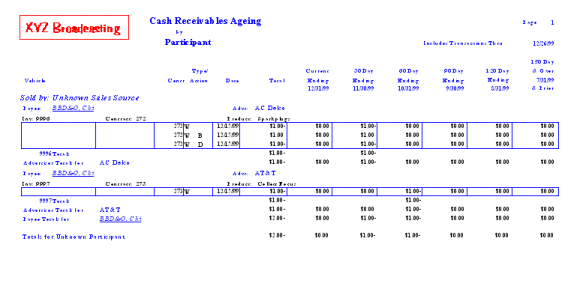 XYZ Broadcasting
Cash Receivables Ageing
by
Participant
Page 1
Includes Transactions Thru 12/26/99
Type/ Current 30 Day 60 Day 90 Day 120 Day 150 Day & Over
Vehicle Contr Action Date Total Ending Ending Ending Ending Ending 7/31/99
12/31/99 11/30/99 10/31/99 9/30/99 8/31/99 & Prior
Sold by: Unknown Sales Source
Payee: BBD&O, Chi Advr: AC Delco
Inv: 9996 Contract: 272 Product: Sparkplugs
272 W 12/15/99 $1.00- $0.00 $1.00- $0.00 $0.00 $0.00 $0.00
272 W B 12/15/99 $1.00 $0.00 $1.00 $0.00 $0.00 $0.00 $0.00
272 W D 12/15/99 $1.00- $0.00 $1.00- $0.00 $0.00 $0.00 $0.00
9996 Total: $1.00- $1.00-
Advertiser Totals for AC Delco $1.00- $0.00 $1.00- $0.00 $0.00 $0.00 $0.00
Payee: BBD&O, Chi Advr: AT&T
Inv: 9997 Contract: 273 Product:
273 W 12/15/99 $1.00- $0.00 $0.00 $1.00- $0.00 $0.00 $0.00
9997 Total: $1.00- $1.00-
Advertiser Totals for AT&T $1.00- $0.00 $0.00 $1.00- $0.00 $0.00 $0.00
Payee Totals for BBD&O, Chi $2.00- $0.00 $1.00- $1.00- $0.00 $0.00 $0.00
Totals for Unknown Participant $2.00- $0.00 $1.00- $1.00- $0.00 $0.00 $0.00